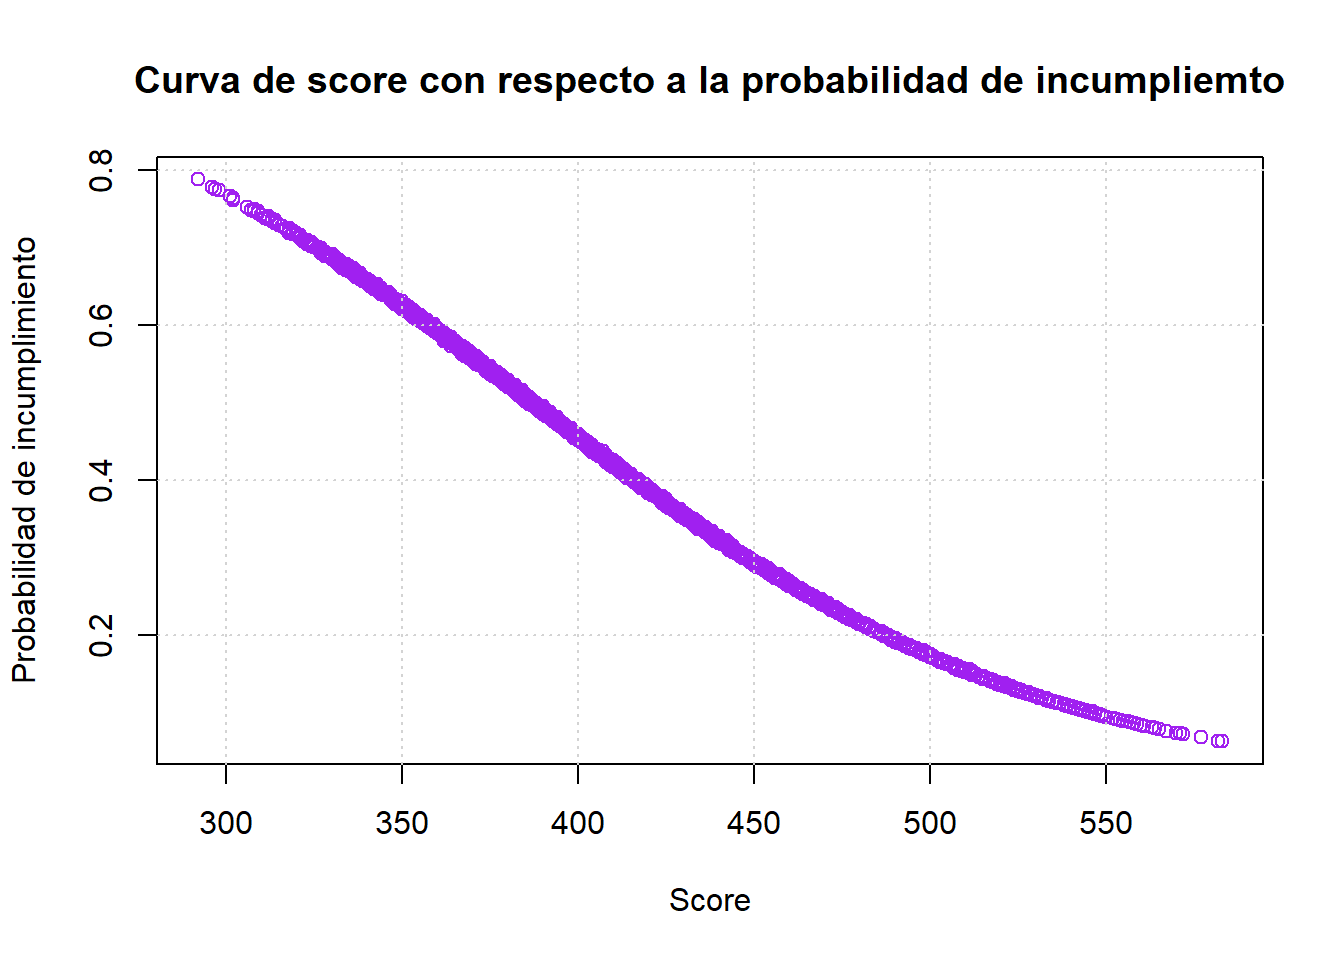 Curva de score con respecto a la probabilidad de incumpliemto
Probabilidad de incumplimiento
0.8
0.6
0.4
0.2
300 350 400 450 500 550
Score